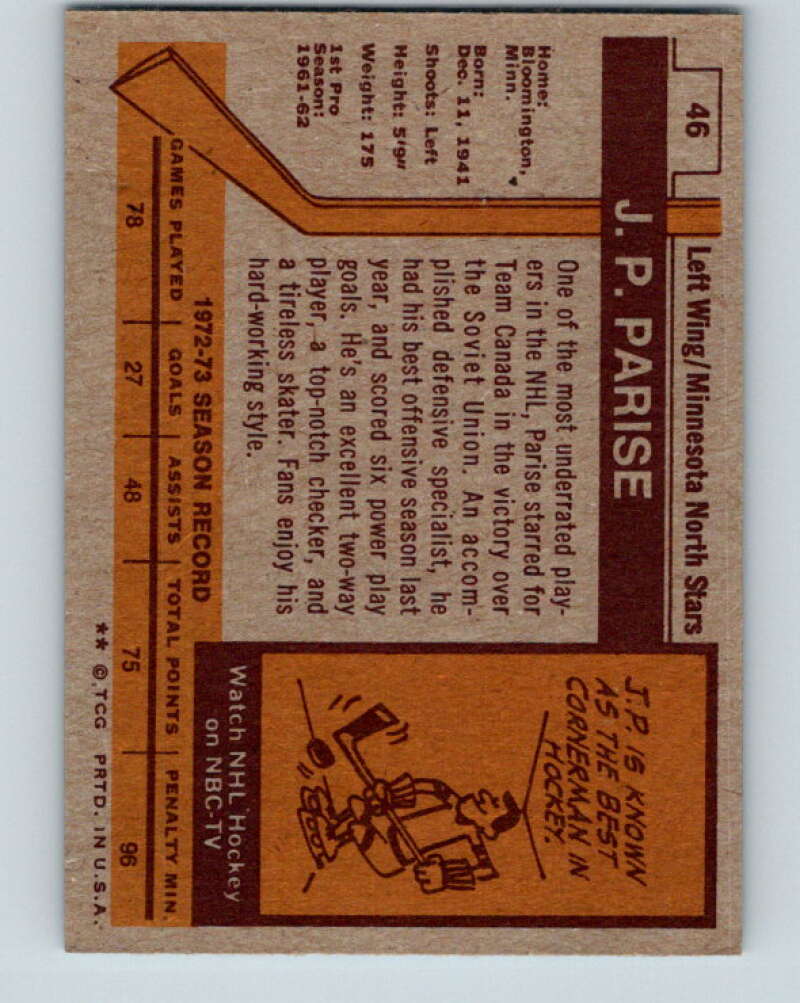 46
Left Wing/Minnesota North Stars
J. P. PARISE
Home:
Bloomington,
Minn.
Born:
Dec. 11, 1941
Shoots: Left
Height: 5'9"
Weight: 175
1st Pro
Season:
1961-62
One of the most underrated play-
ers in the NHL, Parise starred for
Team Canada in the victory over
the Soviet Union. An accom-
plished defensive specialist, he
had his best offensive season last
year, and scored six power play
goals. He's an excellent two-way
player, a top-notch checker, and
a tireless skater. Fans enjoy his
hard-working style.
J.P. IS KNOWN
AS THE BEST
CORNERMAN IN
HOCKEY.
Watch NHL Hockey
on NBC-TV
1972-73 SEASON RECORD
GAMES PLAYED | GOALS | ASSISTS | TOTAL POINTS | PENALTY MIN.
78 27 48 75 96
** © TCG PRTD. IN U.S.A.